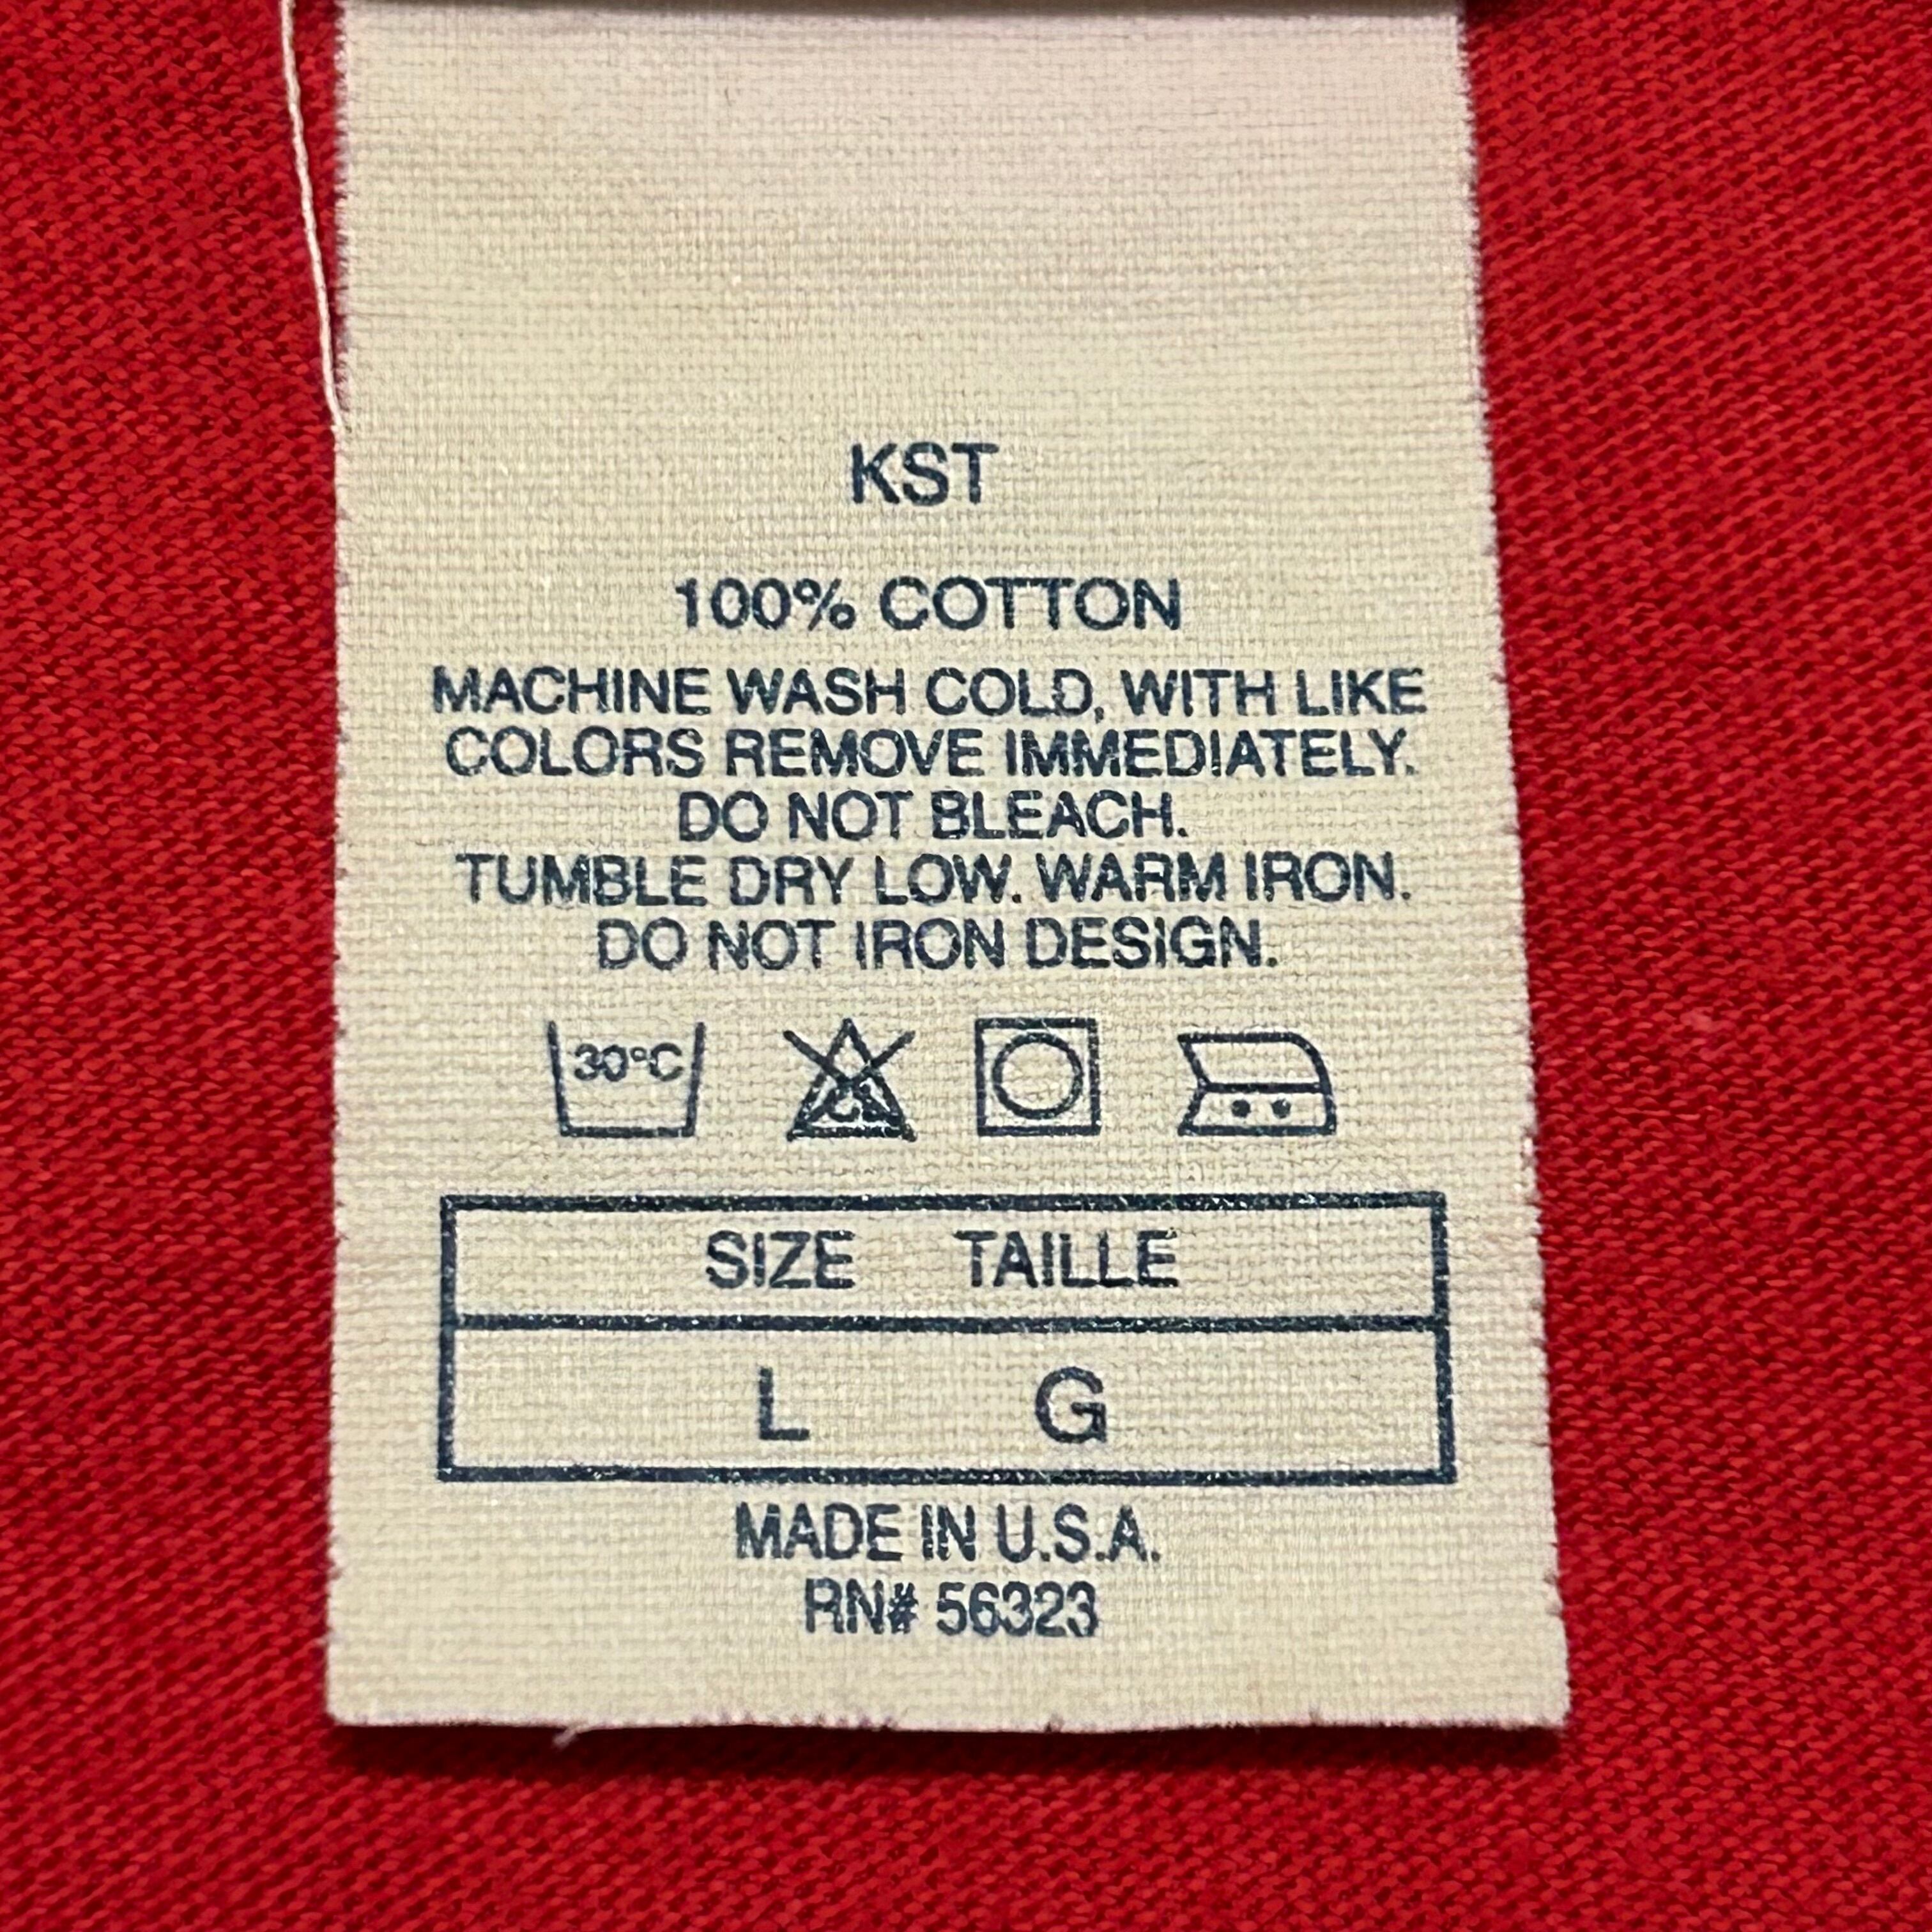 KST
100% COTTON
MACHINE WASH COLD, WITH LIKE
COLORS REMOVE IMMEDIATELY.
DO NOT BLEACH.
TUMBLE DRY LOW. WARM IRON.
DO NOT IRON DESIGN.
30°C
CL
SIZE TAILLE
L G
MADE IN U.S.A.
RN# 56323